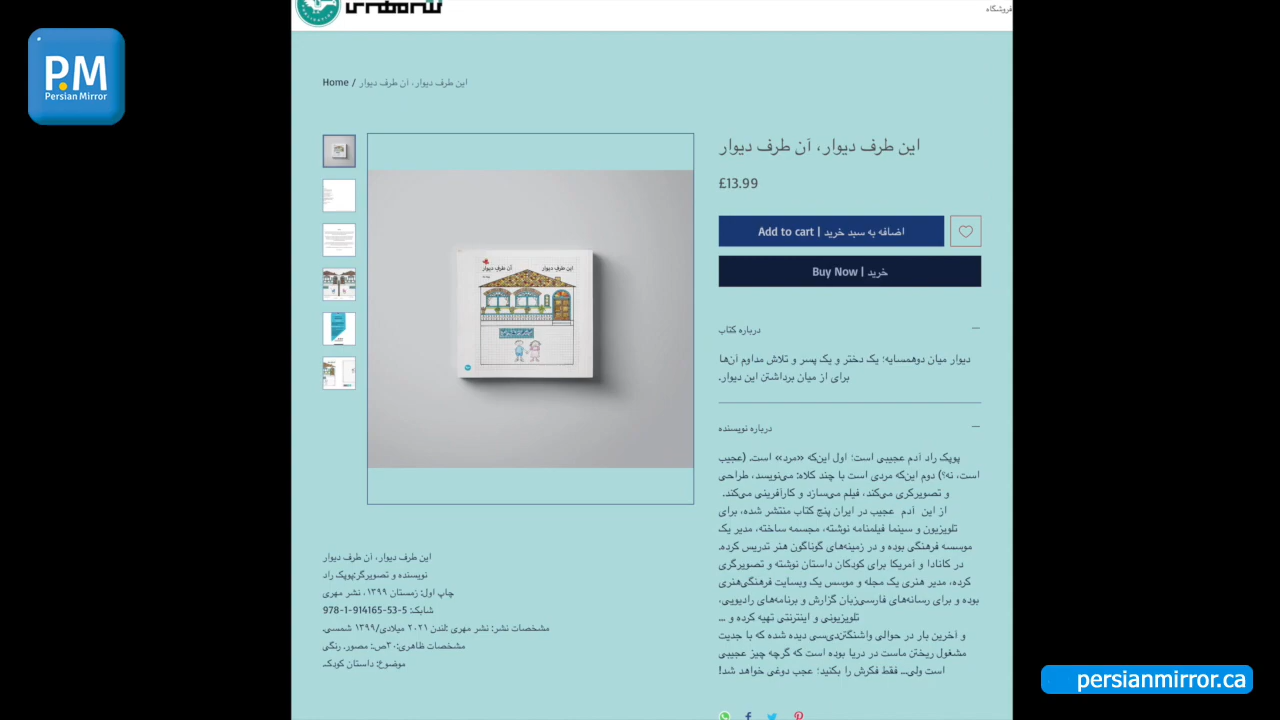 PM
Persian Mirror
فروشگاه
Home / این طرف دیوار، آن طرف دیوار
این طرف دیوار، آن طرف دیوار
£13.99
Add to cart | اضافه به سبد خرید
Buy Now | خرید
درباره کتاب
دیوار میان دوهمسایه؛ یک دختر و یک پسر و تلاش مداوم آن‌ها
برای از میان برداشتن این دیوار.
درباره نویسنده
پوپک راد آدم عجیبی است؛ اول این‌که «مرد» است. (عجیب
است، نه؟) دوم این‌که مردی است با چند کلاه: می‌نویسد، طراحی
و تصویرگری می‌کند، فیلم می‌سازد و کارآفرینی می‌کند.
از این آدم عجیب در ایران پنج کتاب منتشر شده، برای
تلویزیون و سینما فیلمنامه نوشته، مجسمه ساخته، مدیر یک
موسسه فرهنگی بوده و در زمینه‌های گوناگون هنر تدریس کرده.
در کانادا و آمریکا برای کودکان داستان نوشته و تصویرگری
کرده، مدیر هنری یک مجله و موسس یک وبسایت فرهنگی‌هنری
بوده و برای رسانه‌های فارسی‌زبان گزارش و برنامه‌های رادیویی،
تلویزیونی و اینترنتی تهیه کرده و ...
و آخرین بار در حوالی واشنگتن‌دی‌سی دیده شده که با جدیت
مشغول ریختن ماست در دریا بوده است که گرچه چیز عجیبی
است ولی... فقط فکرش را بکنید؛ عجب دوغی خواهد شد!
این طرف دیوار
آن طرف دیوار
این طرف دیوار، آن طرف دیوار
نویسنده و تصویرگر:پوپک راد
چاپ اول: زمستان ۱۳۹۹، نشر مهری
شابک: 978-1-914165-53-5
مشخصات نشر: نشر مهری :لندن ۲۰۲۱ میلادی/۱۳۹۹ شمسی.
مشخصات ظاهری:۳۰ص.: مصور. رنگی
موضوع: داستان کودک.
persianmirror.ca